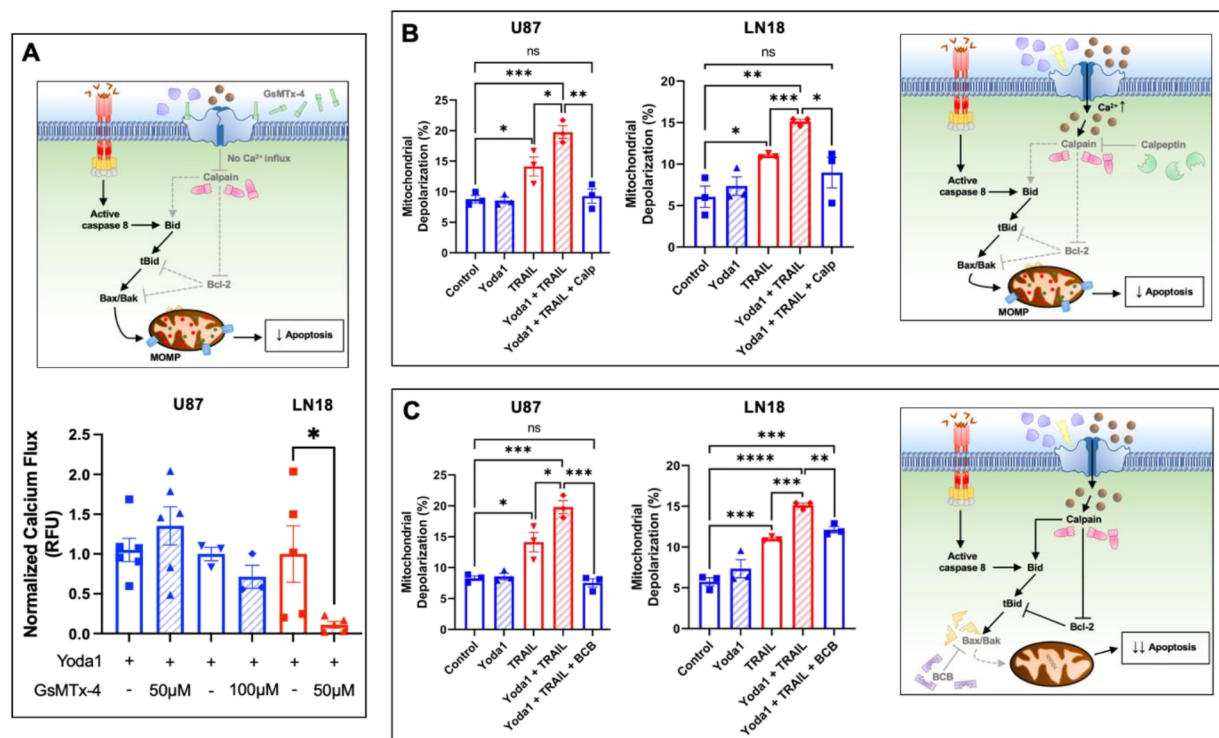 A
GsMTx-4
No Ca²⁺ influx
Calpain
Active
caspase 8
Bid
tBid
Bcl-2
Bax/Bak
MOMP
↓ Apoptosis
U87
LN18
Normalized Calcium Flux
(RFU)
2.5
2.0
1.5
1.0
0.5
0.0
*
Yoda1 + + + + + +
GsMTx-4 - 50µM - 100µM - 50µM
B
U87
Mitochondrial
Depolarization (%)
25
20
15
10
5
0
ns
***
* **
*
Control
Yoda1
TRAIL
Yoda1 + TRAIL
Yoda1 + TRAIL + Calp
LN18
Mitochondrial
Depolarization (%)
20
15
10
5
0
ns
**
*** *
*
Control
Yoda1
TRAIL
Yoda1 + TRAIL
Yoda1 + TRAIL + Calp
Ca²⁺ ↑
Calpain
Calpeptin
Active
caspase 8
Bid
tBid
Bcl-2
Bax/Bak
MOMP
↓ Apoptosis
C
U87
Mitochondrial
Depolarization (%)
25
20
15
10
5
0
ns
***
* ***
*
Control
Yoda1
TRAIL
Yoda1 + TRAIL
Yoda1 + TRAIL + BCB
LN18
Mitochondrial
Depolarization (%)
20
15
10
5
0
***
****
*** **
***
Control
Yoda1
TRAIL
Yoda1 + TRAIL
Yoda1 + TRAIL + BCB
Calpain
Active
caspase 8
Bid
tBid
Bcl-2
Bax/Bak
BCB
↓↓ Apoptosis